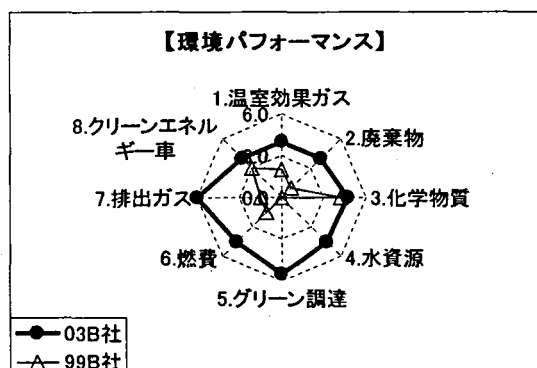 【環境パフォーマンス】
1.温室効果ガス
6.0
8.クリーンエネル
ギー車
2.廃棄物
3.0
7.排出ガス
0.0
3.化学物質
6.燃費
4.水資源
5.グリーン調達
03B社
99B社